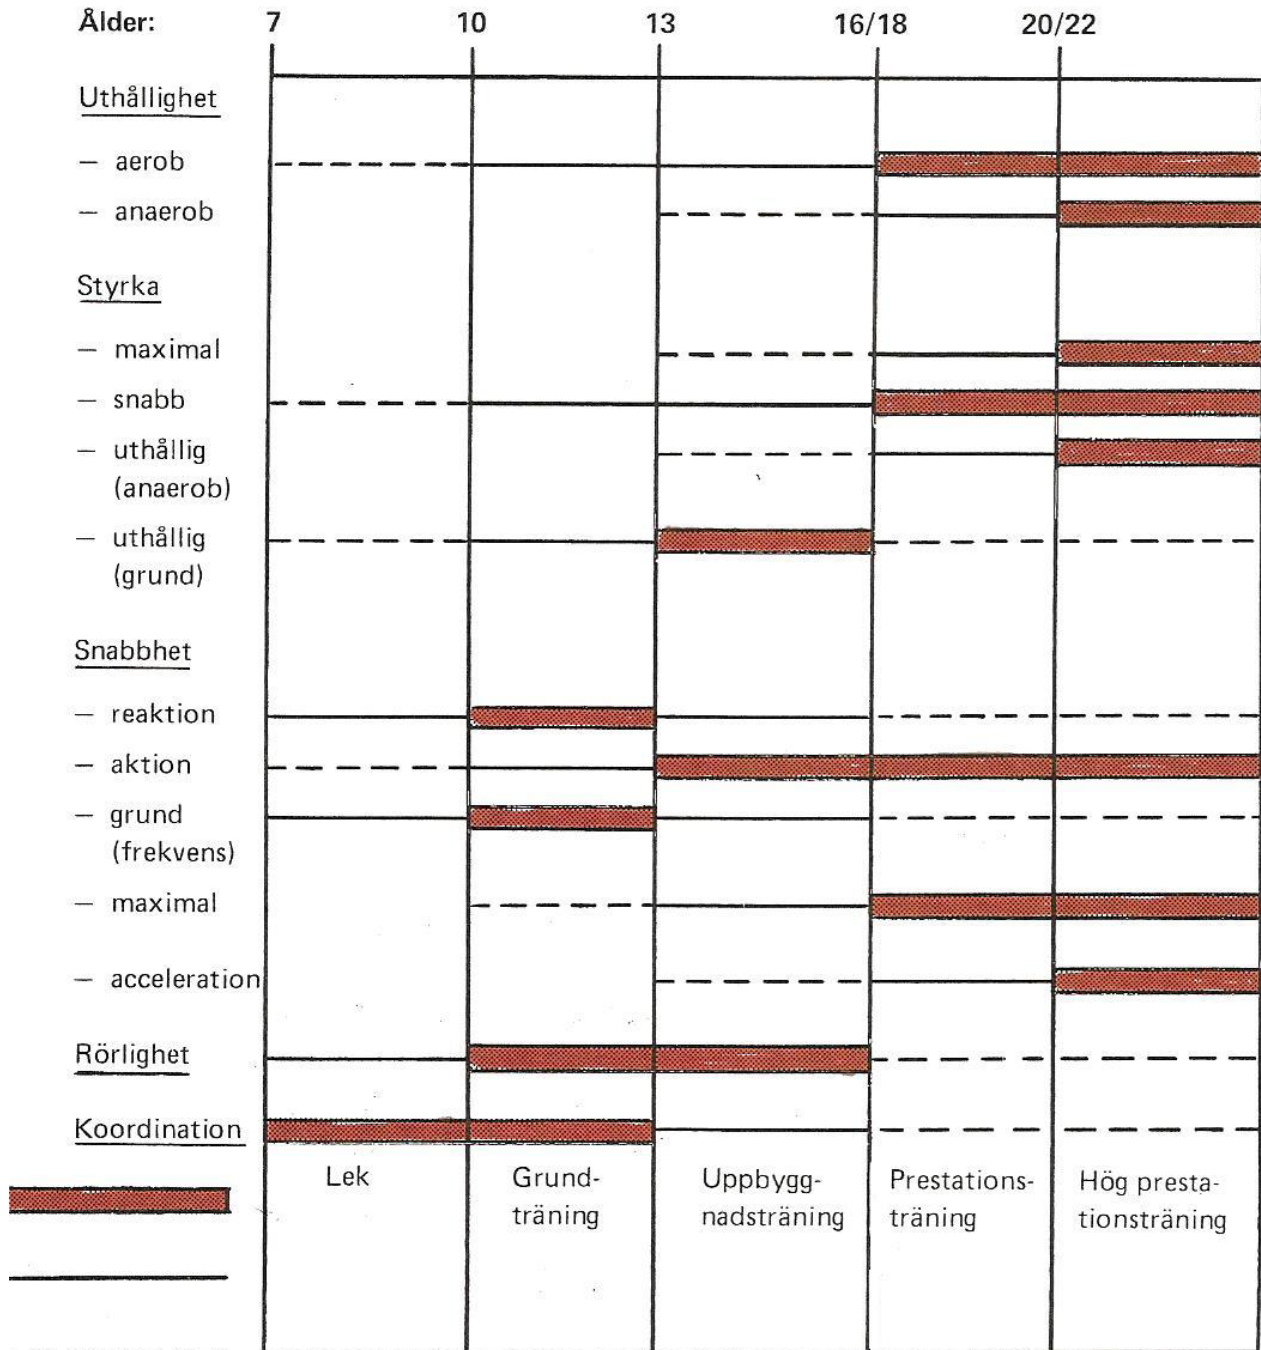 Ålder: 7 10 13 16/18 20/22
Uthållighet
– aerob
– anaerob
Styrka
– maximal
– snabb
– uthållig
(anaerob)
– uthållig
(grund)
Snabbhet
– reaktion
– aktion
– grund
(frekvens)
– maximal
– acceleration
Rörlighet
Koordination
Lek
Grund-
träning
Uppbygg-
nadsträning
Prestations-
träning
Hög presta-
tionsträning